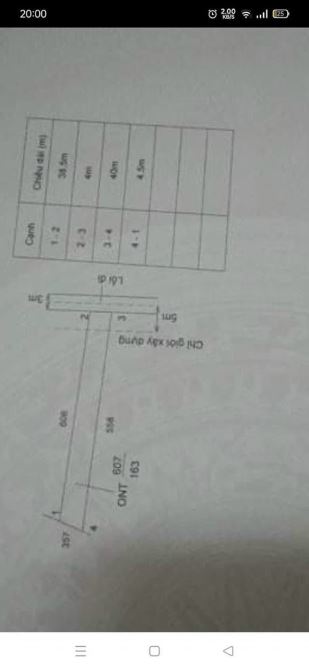 20:00
2.00
KB/S
25
Cạnh Chiều dài (m)
1 - 2 38.5m
2 - 3 4m
3 - 4 40m
4 - 1 4.5m
Lối đi
3m
2
3
5m
Chỉ giới xây dựng
608
558
607
ONT
163
1
4
357